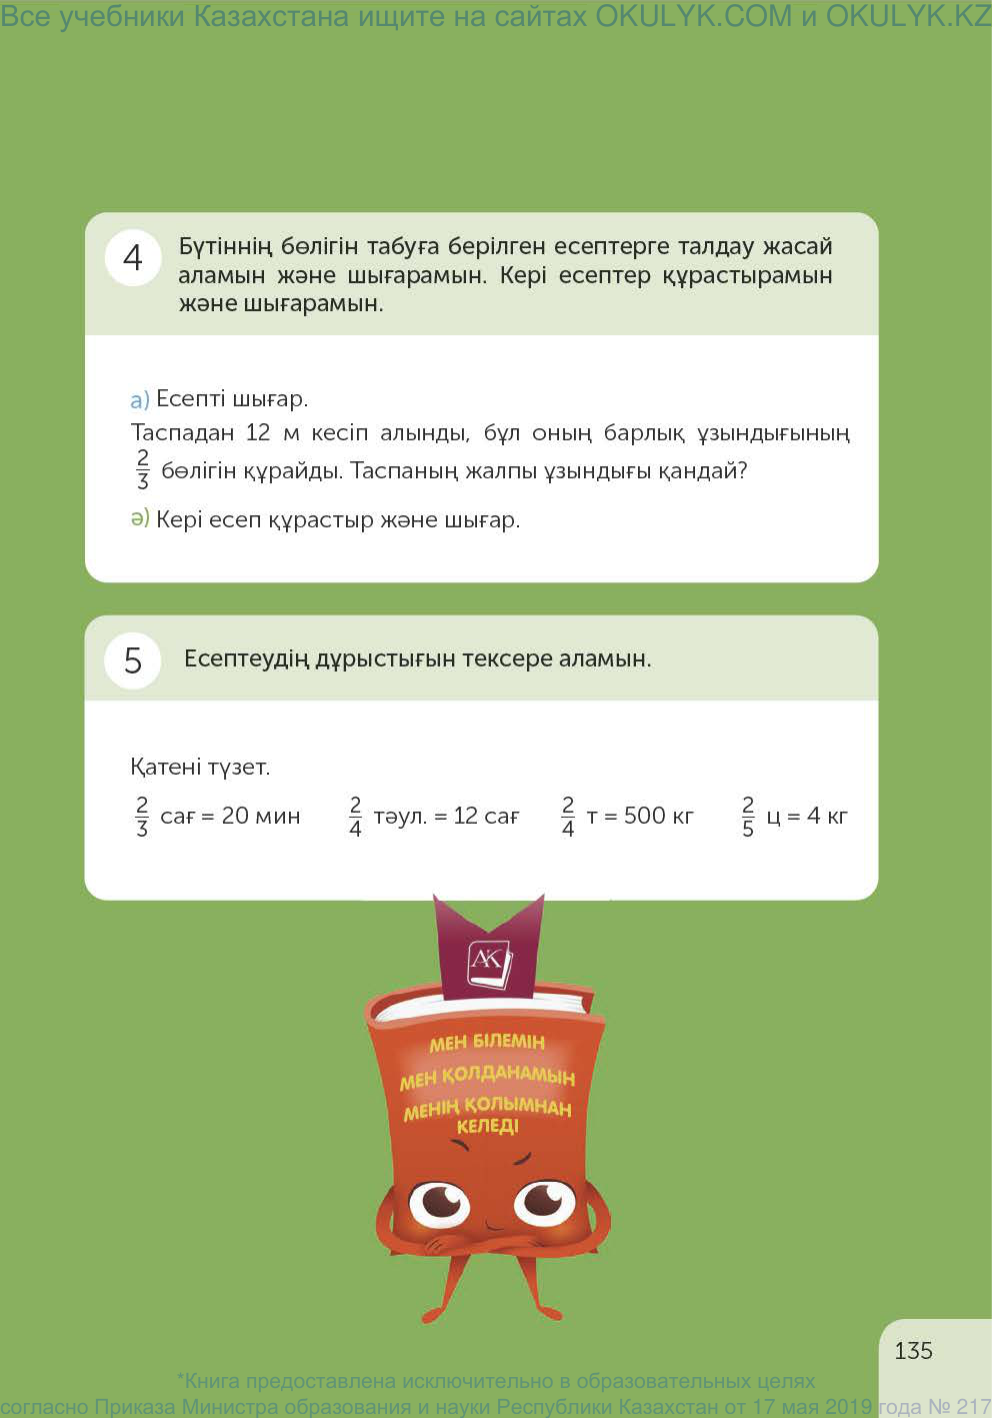 Все учебники Казахстана ищите на сайтах OKULYK.COM и OKULYK.KZ
4
Бүтіннің бөлігін табуға берілген есептерге талдау жасай
аламын және шығарамын. Кері есептер құрастырамын
және шығарамын.
а) Есепті шығар.
Таспадан 12 м кесіп алынды, бұл оның барлық ұзындығының
2/3 бөлігін құрайды. Таспаның жалпы ұзындығы қандай?
ә) Кері есеп құрастыр және шығар.
5
Есептеудің дұрыстығын тексере аламын.
Қатені түзет.
2/3 сағ = 20 мин 2/4 тәул. = 12 сағ 2/4 т = 500 кг 2/5 ц = 4 кг
АК
МЕН БІЛЕМІН
МЕН ҚОЛДАНАМЫН
МЕНІҢ ҚОЛЫМНАН
КЕЛЕДІ
135
*Книга предоставлена исключительно в образовательных целях
согласно Приказа Министра образования и науки Республики Казахстан от 17 мая 2019 года № 217